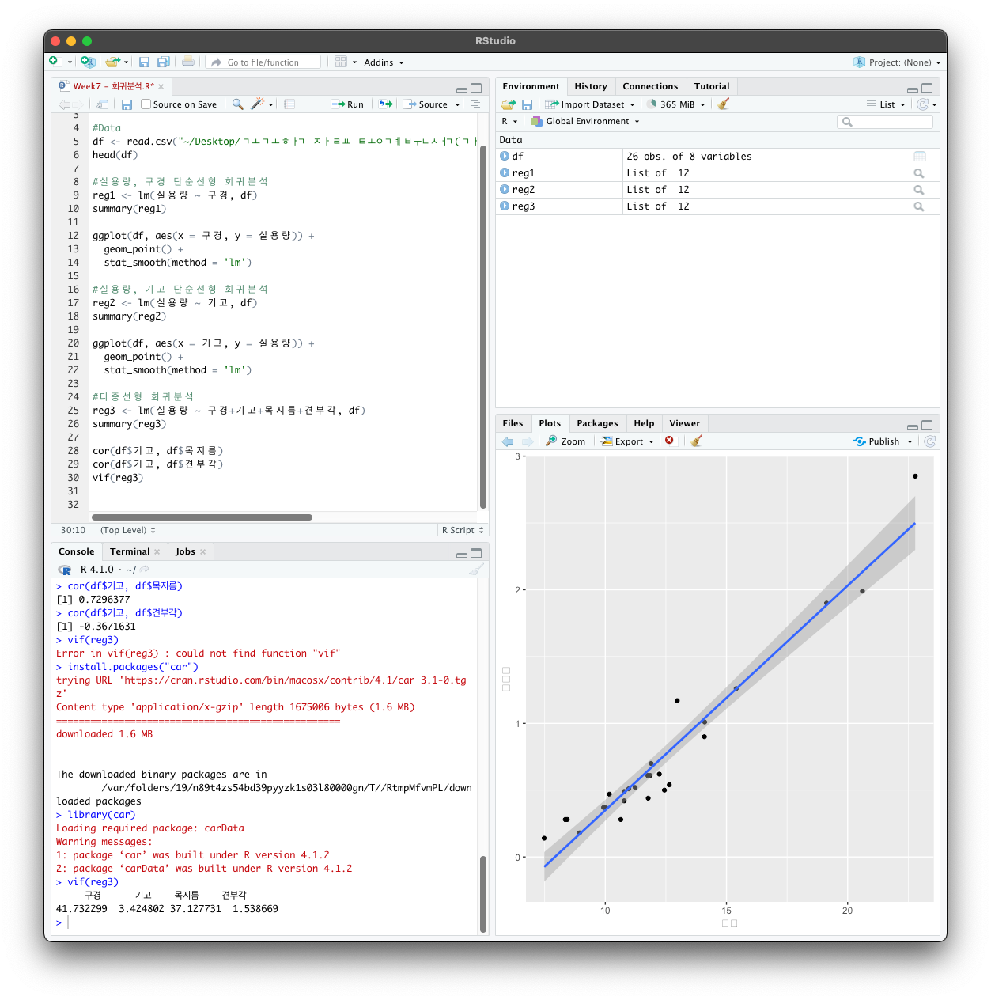 RStudio
Go to file/function
Addins
Project: (None)
Week7 - 회귀분석.R*
Source on Save
Run
Source
3
4 #Data
5 df <- read.csv("~/Desktop/ㄱㅗㄱㅗㅎㅏㄱ ㅈㅏㄹㅛ ㅌㅗㅇㄱㅖㅂㅜㄴㅅㅓㄱ(ㄱㅏ
6 head(df)
7
8 #실용량, 구경 단순선형 회귀분석
9 reg1 <- lm(실용량 ~ 구경, df)
10 summary(reg1)
11
12 ggplot(df, aes(x = 구경, y = 실용량)) +
13 geom_point() +
14 stat_smooth(method = 'lm')
15
16 #실용량, 기고 단순선형 회귀분석
17 reg2 <- lm(실용량 ~ 기고, df)
18 summary(reg2)
19
20 ggplot(df, aes(x = 기고, y = 실용량)) +
21 geom_point() +
22 stat_smooth(method = 'lm')
23
24 #다중선형 회귀분석
25 reg3 <- lm(실용량 ~ 구경+기고+목지름+견부각, df)
26 summary(reg3)
27
28 cor(df$기고, df$목지름)
29 cor(df$기고, df$견부각)
30 vif(reg3)
31
32
30:10 (Top Level) R Script
Console Terminal Jobs
R 4.1.0 · ~/
> cor(df$기고, df$목지름)
[1] 0.7296377
> cor(df$기고, df$견부각)
[1] -0.3671631
> vif(reg3)
Error in vif(reg3) : could not find function "vif"
> install.packages("car")
trying URL 'https://cran.rstudio.com/bin/macosx/contrib/4.1/car_3.1-0.tg
z'
Content type 'application/x-gzip' length 1675006 bytes (1.6 MB)
==================================================
downloaded 1.6 MB
The downloaded binary packages are in
/var/folders/19/n89t4zs54bd39pyyzk1s03l80000gn/T//RtmpMfvmPL/down
loaded_packages
> library(car)
Loading required package: carData
Warning messages:
1: package ‘car’ was built under R version 4.1.2
2: package ‘carData’ was built under R version 4.1.2
> vif(reg3)
구경 기고 목지름 견부각
41.732299 3.424802 37.127731 1.538669
>
Environment History Connections Tutorial
Import Dataset 365 MiB List
R Global Environment
Data
df 26 obs. of 8 variables
reg1 List of 12
reg2 List of 12
reg3 List of 12
Files Plots Packages Help Viewer
Zoom Export Publish
3
2
1
0
10 15 20